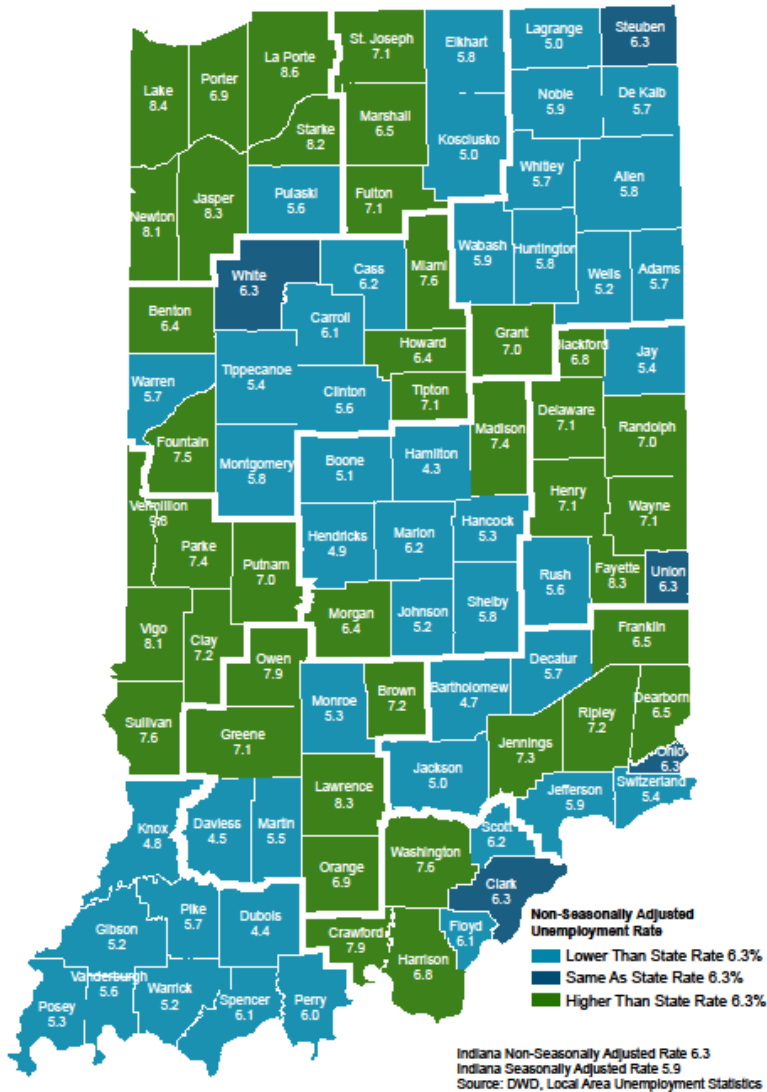 St. Joseph
7.1
Elkhart
5.8
Lagrange
5.0
Steuben
6.3
La Porte
8.6
Porter
6.9
Lake
8.4
Noble
5.9
De Kalb
5.7
Marshall
6.5
Starke
8.2
Kosciusko
5.0
Whitley
5.7
Allen
5.8
Newton
8.1
Jasper
8.3
Pulaski
5.6
Fulton
7.1
Miami
7.6
Wabash
5.9
Huntington
5.8
Wells
5.2
Adams
5.7
White
6.3
Cass
6.2
Benton
6.4
Carroll
6.1
Howard
6.4
Grant
7.0
Blackford
6.8
Jay
5.4
Warren
5.7
Tippecanoe
5.4
Clinton
5.6
Tipton
7.1
Madison
7.4
Delaware
7.1
Randolph
7.0
Fountain
7.5
Montgomery
5.8
Boone
5.1
Hamilton
4.3
Henry
7.1
Wayne
7.1
Vermillion
9.6
Parke
7.4
Putnam
7.0
Hendricks
4.9
Marion
6.2
Hancock
5.3
Rush
5.6
Fayette
8.3
Union
6.3
Vigo
8.1
Clay
7.2
Morgan
6.4
Johnson
5.2
Shelby
5.8
Franklin
6.5
Owen
7.9
Decatur
5.7
Sullivan
7.6
Greene
7.1
Monroe
5.3
Brown
7.2
Bartholomew
4.7
Jennings
7.3
Ripley
7.2
Dearborn
6.5
Ohio
6.3
Jackson
5.0
Jefferson
5.9
Switzerland
5.4
Knox
4.8
Daviess
4.5
Martin
5.5
Lawrence
8.3
Scott
6.2
Washington
7.6
Orange
6.9
Clark
6.3
Gibson
5.2
Pike
5.7
Dubois
4.4
Crawford
7.9
Harrison
6.8
Floyd
6.1
Posey
5.3
Vanderburgh
5.6
Warrick
5.2
Spencer
6.1
Perry
6.0
Non-Seasonally Adjusted
Unemployment Rate
Lower Than State Rate 6.3%
Same As State Rate 6.3%
Higher Than State Rate 6.3%
Indiana Non-Seasonally Adjusted Rate 6.3
Indiana Seasonally Adjusted Rate 5.9
Source: DWD, Local Area Unemployment Statistics